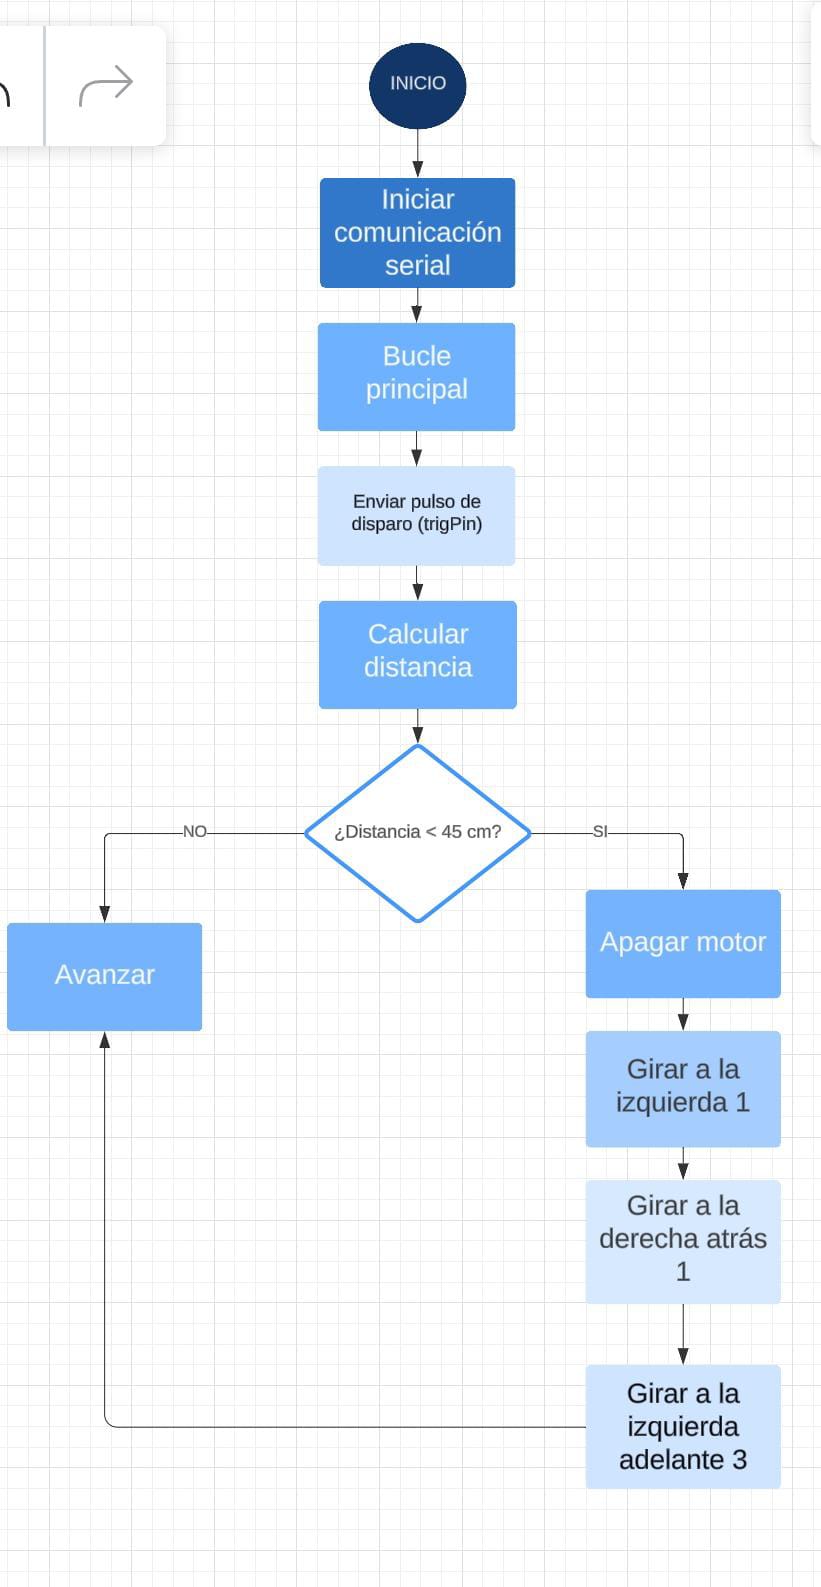 INICIO
Iniciar
comunicación
serial
Bucle
principal
Enviar pulso de
disparo (trigPin)
Calcular
distancia
¿Distancia < 45 cm?
NO
SI
Avanzar
Apagar motor
Girar a la
izquierda 1
Girar a la
derecha atrás
1
Girar a la
izquierda
adelante 3